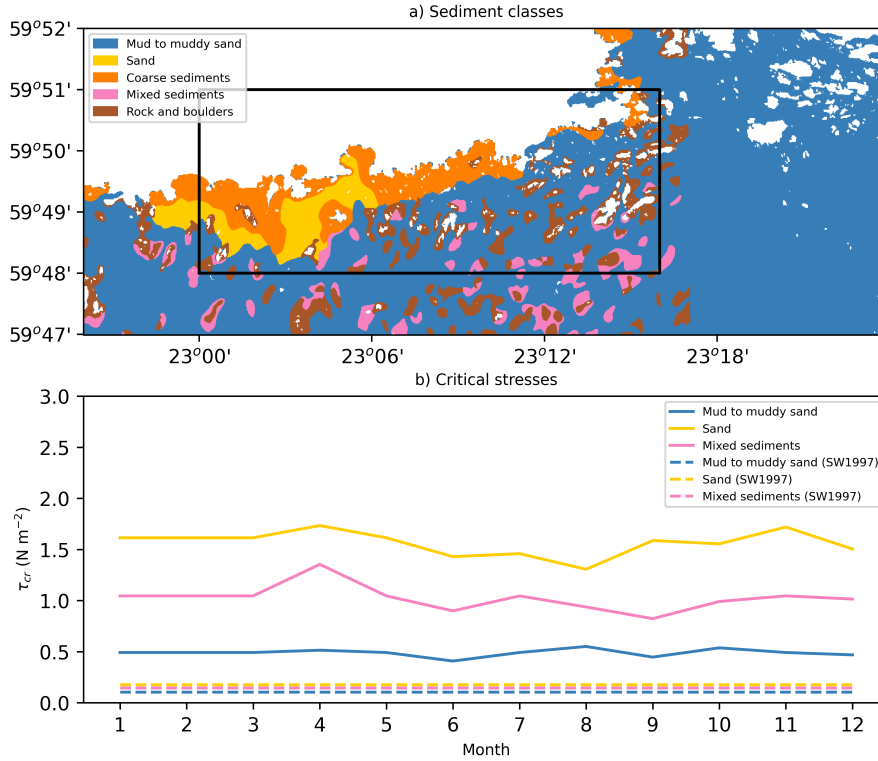 a) Sediment classes
59°52'
59°51'
59°50'
59°49'
59°48'
59°47'
Mud to muddy sand
Sand
Coarse sediments
Mixed sediments
Rock and boulders
23°00'
23°06'
23°12'
23°18'
b) Critical stresses
3.0
2.5
2.0
1.5
1.0
0.5
0.0
τcr (N m−2)
Mud to muddy sand
Sand
Mixed sediments
Mud to muddy sand (SW1997)
Sand (SW1997)
Mixed sediments (SW1997)
1 2 3 4 5 6 7 8 9 10 11 12
Month